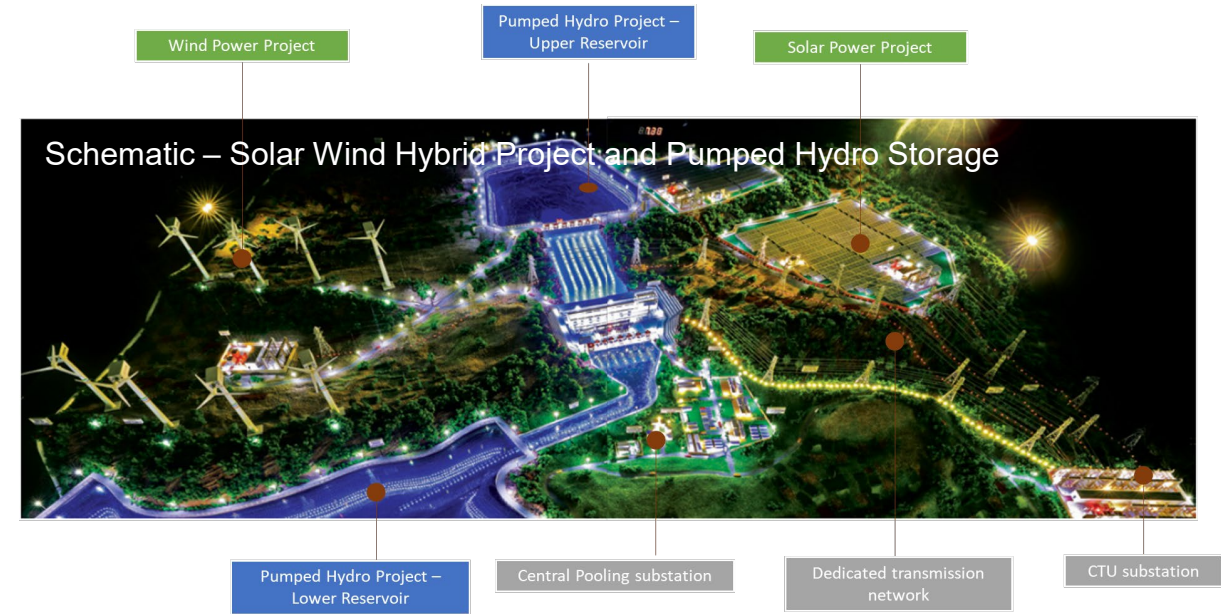 Pumped Hydro Project –
Upper Reservoir
Wind Power Project
Solar Power Project
Schematic – Solar Wind Hybrid Project and Pumped Hydro Storage
Pumped Hydro Project –
Lower Reservoir
Central Pooling substation
Dedicated transmission
network
CTU substation